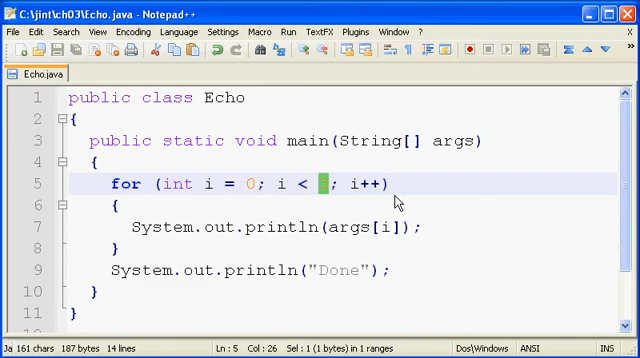 C:\jint\ch03\Echo.java - Notepad++
File Edit Search View Encoding Language Settings Macro Run TextFX Plugins Window ? X
Echo.java
1 public class Echo
2 {
3 public static void main(String[] args)
4 {
5 for (int i = 0; i < ; i++)
6 {
7 System.out.println(args[i]);
8 }
9 System.out.println("Done");
10 }
11 }
Ja 161 chars 187 bytes 14 lines Ln : 5 Col : 26 Sel : 1 (1 bytes) in 1 ranges Dos\Windows ANSI INS